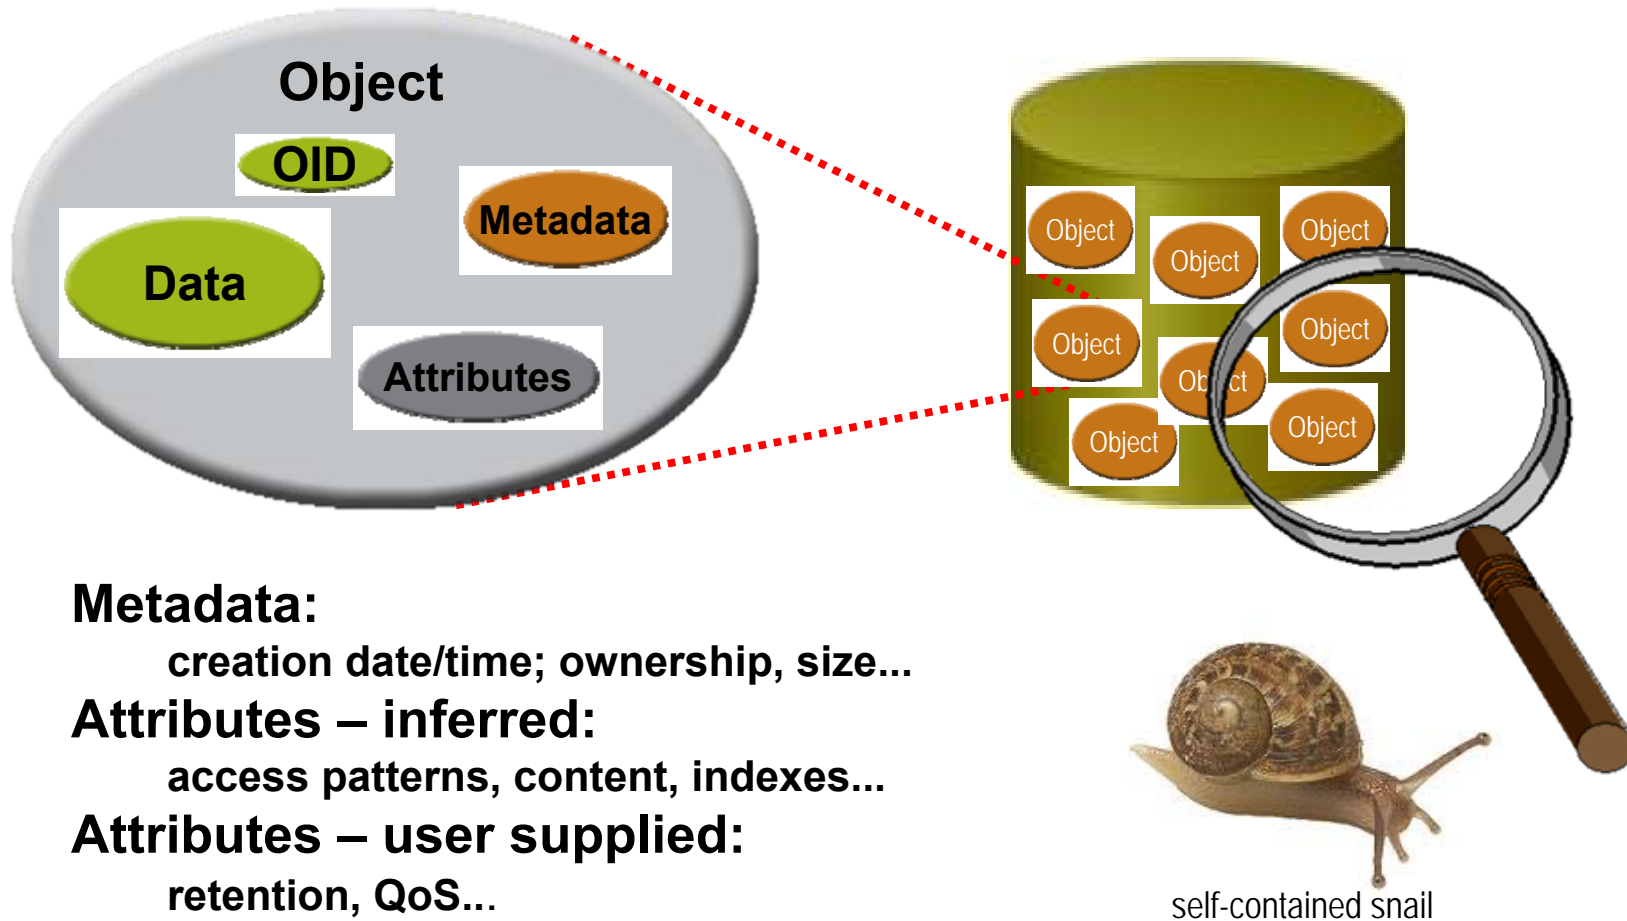 Object
OID
Metadata
Data
Attributes
Object
Object
Object
Object
Object
Object
Object
Object
Metadata:
creation date/time; ownership, size...
Attributes – inferred:
access patterns, content, indexes...
Attributes – user supplied:
retention, QoS...
self-contained snail